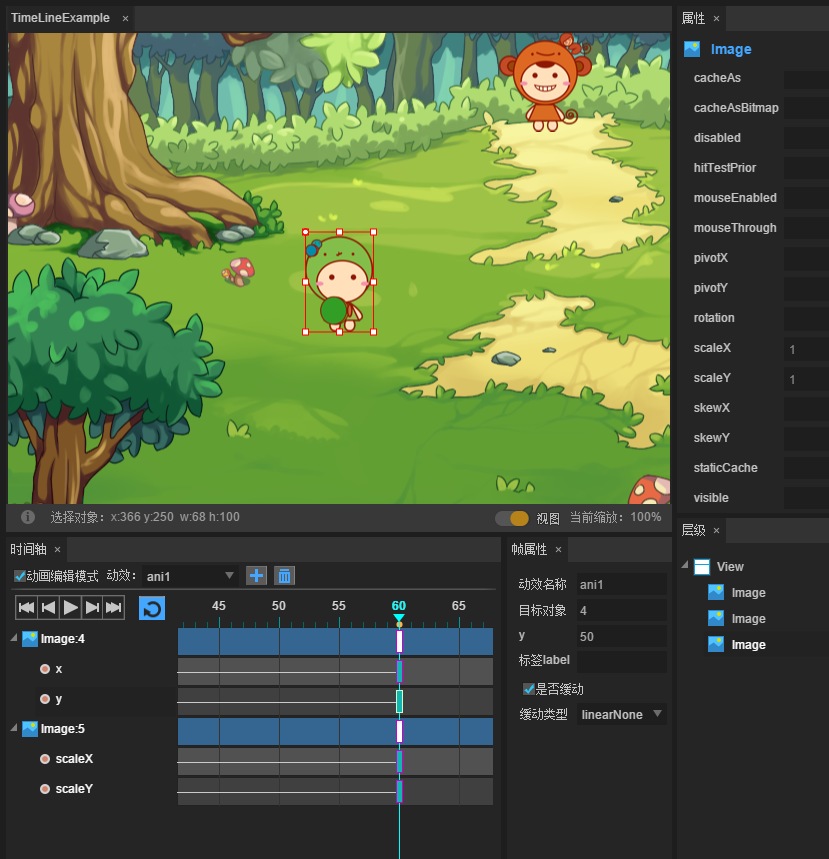 TimeLineExample ×
选择对象：x:366 y:250 w:68 h:100
视图 当前缩放：100%
时间轴 ×
动画编辑模式 动效： ani1
45 50 55 60 65
Image:4
x
y
Image:5
scaleX
scaleY
帧属性 ×
动效名称 ani1
目标对象 4
y 50
标签label
是否缓动
缓动类型 linearNone
属性 ×
Image
cacheAs
cacheAsBitmap
disabled
hitTestPrior
mouseEnabled
mouseThrough
pivotX
pivotY
rotation
scaleX 1
scaleY 1
skewX
skewY
staticCache
visible
层级 ×
View
Image
Image
Image